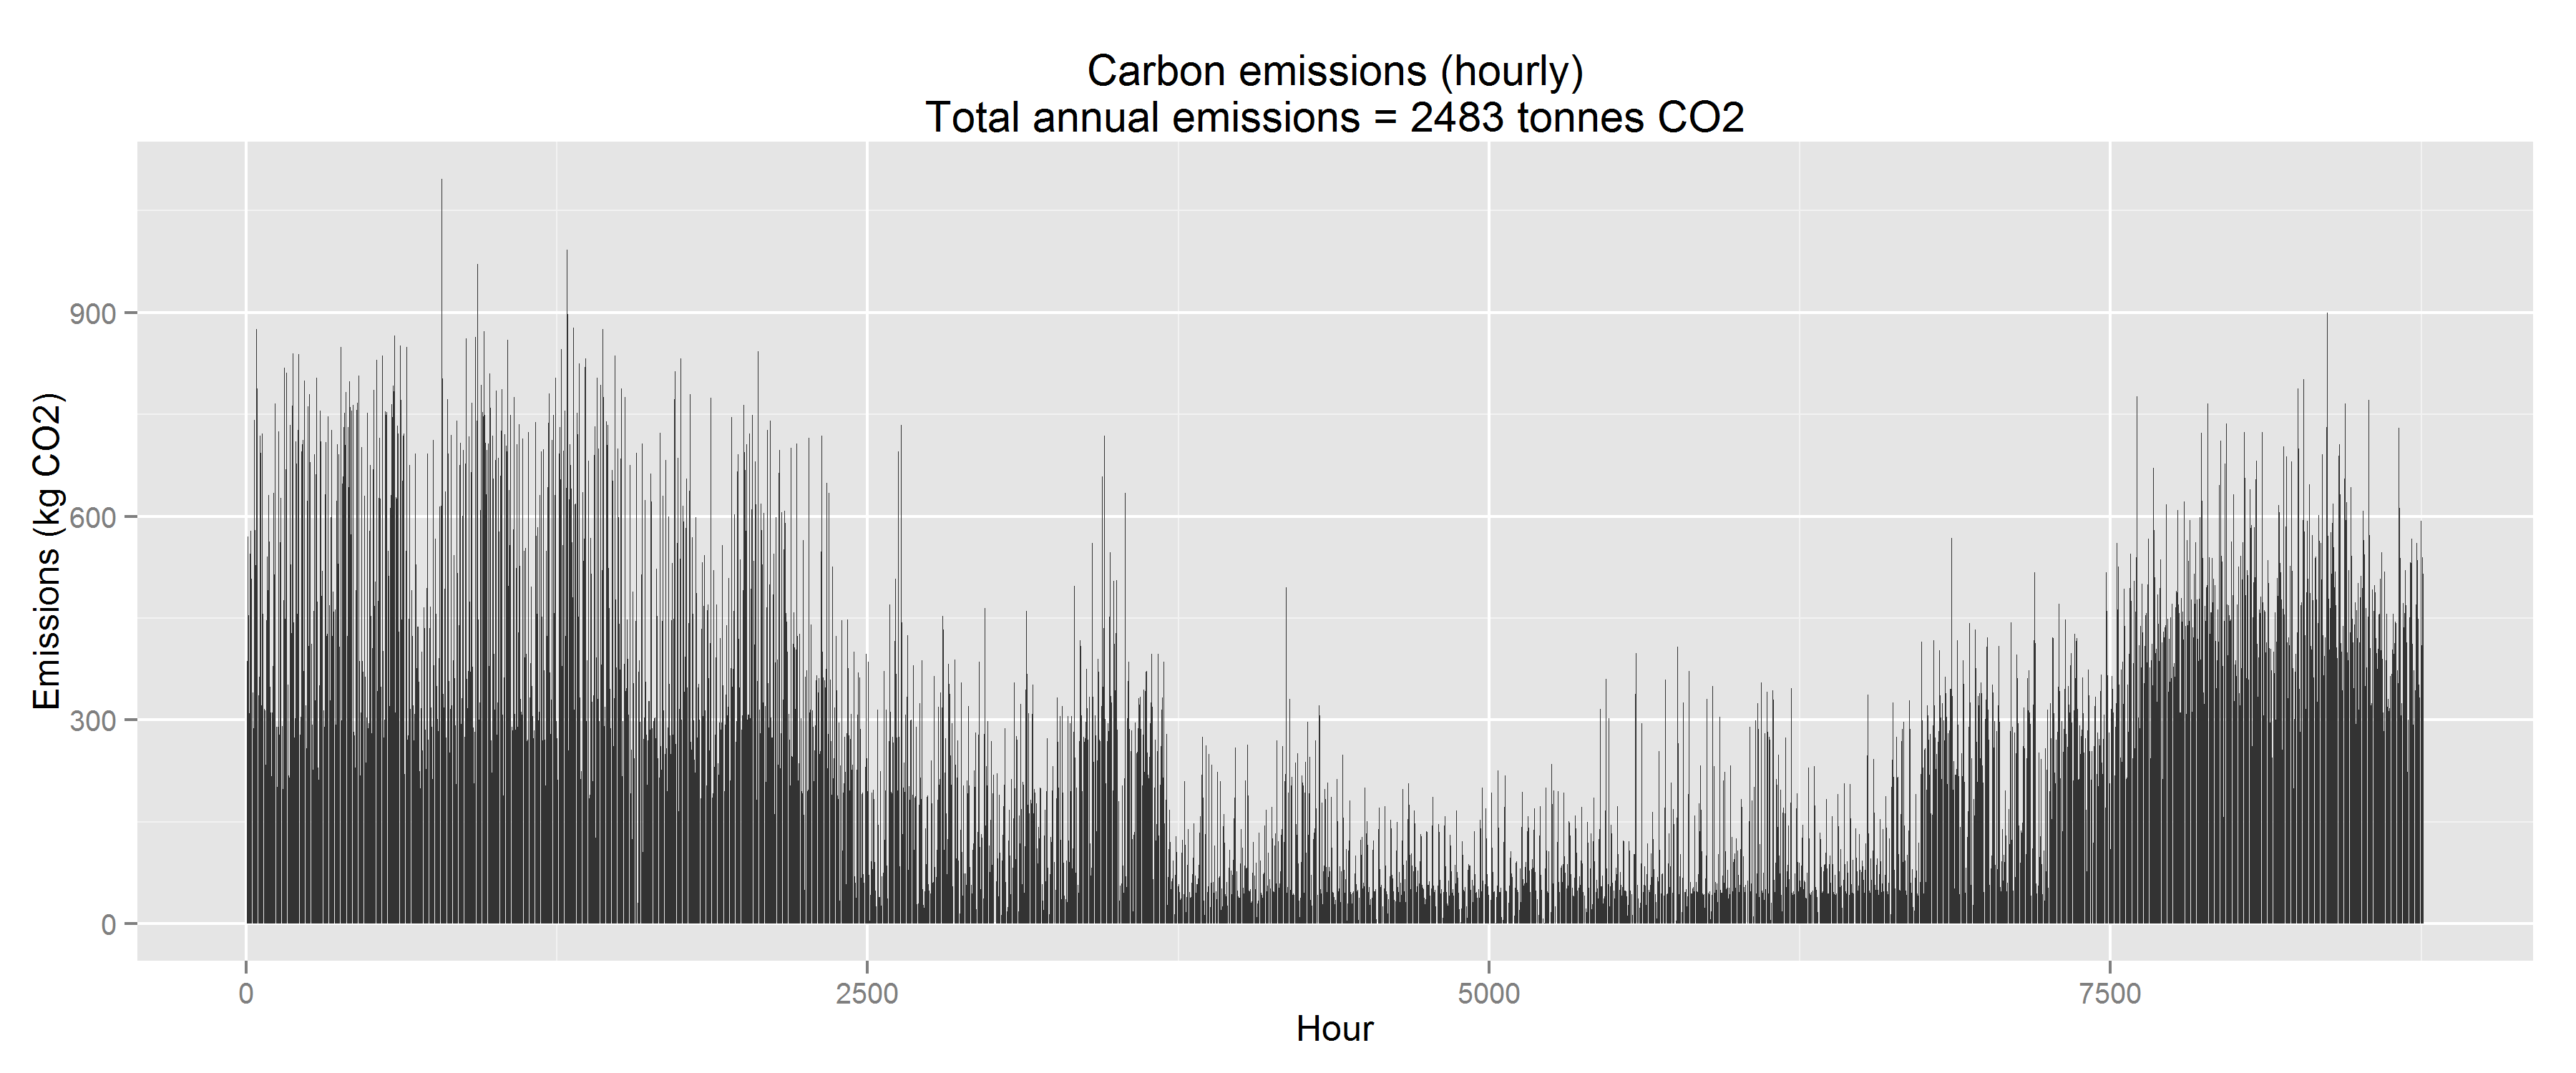 Carbon emissions (hourly)
Total annual emissions = 2483 tonnes CO2
Emissions (kg CO2)
900
600
300
0
0
2500
5000
7500
Hour